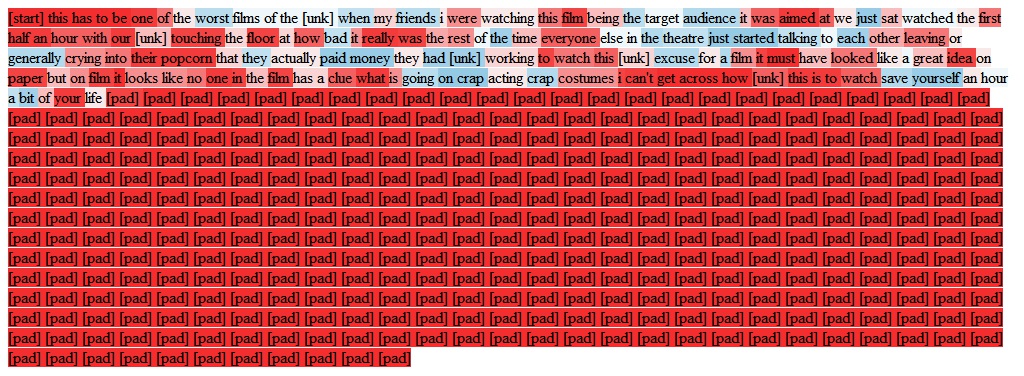 [start] this has to be one of the worst films of the [unk] when my friends i were watching this film being the target audience it was aimed at we just sat watched the first
half an hour with our [unk] touching the floor at how bad it really was the rest of the time everyone else in the theatre just started talking to each other leaving or
generally crying into their popcorn that they actually paid money they had [unk] working to watch this [unk] excuse for a film it must have looked like a great idea on
paper but on film it looks like no one in the film has a clue what is going on crap acting crap costumes i can't get across how [unk] this is to watch save yourself an hour
a bit of your life [pad] [pad] [pad] [pad] [pad] [pad] [pad] [pad] [pad] [pad] [pad] [pad] [pad] [pad] [pad] [pad] [pad] [pad] [pad] [pad] [pad] [pad] [pad] [pad]
[pad] [pad] [pad] [pad] [pad] [pad] [pad] [pad] [pad] [pad] [pad] [pad] [pad] [pad] [pad] [pad] [pad] [pad] [pad] [pad] [pad] [pad] [pad] [pad] [pad] [pad] [pad]
[pad] [pad] [pad] [pad] [pad] [pad] [pad] [pad] [pad] [pad] [pad] [pad] [pad] [pad] [pad] [pad] [pad] [pad] [pad] [pad] [pad] [pad] [pad] [pad] [pad] [pad] [pad]
[pad] [pad] [pad] [pad] [pad] [pad] [pad] [pad] [pad] [pad] [pad] [pad] [pad] [pad] [pad] [pad] [pad] [pad] [pad] [pad] [pad] [pad] [pad] [pad] [pad] [pad] [pad]
[pad] [pad] [pad] [pad] [pad] [pad] [pad] [pad] [pad] [pad] [pad] [pad] [pad] [pad] [pad] [pad] [pad] [pad] [pad] [pad] [pad] [pad] [pad] [pad] [pad] [pad] [pad]
[pad] [pad] [pad] [pad] [pad] [pad] [pad] [pad] [pad] [pad] [pad] [pad] [pad] [pad] [pad] [pad] [pad] [pad] [pad] [pad] [pad] [pad] [pad] [pad] [pad] [pad] [pad]
[pad] [pad] [pad] [pad] [pad] [pad] [pad] [pad] [pad] [pad] [pad] [pad] [pad] [pad] [pad] [pad] [pad] [pad] [pad] [pad] [pad] [pad] [pad] [pad] [pad] [pad] [pad]
[pad] [pad] [pad] [pad] [pad] [pad] [pad] [pad] [pad] [pad] [pad] [pad] [pad] [pad] [pad] [pad] [pad] [pad] [pad] [pad] [pad] [pad] [pad] [pad] [pad] [pad] [pad]
[pad] [pad] [pad] [pad] [pad] [pad] [pad] [pad] [pad] [pad] [pad] [pad] [pad] [pad] [pad] [pad] [pad] [pad] [pad] [pad] [pad] [pad] [pad] [pad] [pad] [pad] [pad]
[pad] [pad] [pad] [pad] [pad] [pad] [pad] [pad] [pad] [pad] [pad] [pad] [pad] [pad] [pad] [pad] [pad] [pad] [pad] [pad] [pad] [pad] [pad] [pad] [pad] [pad] [pad]
[pad] [pad] [pad] [pad] [pad] [pad] [pad] [pad] [pad] [pad] [pad] [pad] [pad] [pad] [pad] [pad] [pad] [pad] [pad] [pad] [pad] [pad] [pad] [pad] [pad] [pad] [pad]
[pad] [pad] [pad] [pad] [pad] [pad] [pad] [pad] [pad] [pad] [pad] [pad] [pad] [pad] [pad] [pad] [pad] [pad] [pad] [pad] [pad] [pad] [pad] [pad] [pad] [pad] [pad]
[pad] [pad] [pad] [pad] [pad] [pad] [pad] [pad] [pad] [pad] [pad] [pad] [pad] [pad] [pad] [pad] [pad] [pad] [pad] [pad] [pad] [pad] [pad] [pad] [pad] [pad] [pad]
[pad] [pad] [pad] [pad] [pad] [pad] [pad] [pad] [pad] [pad] [pad]